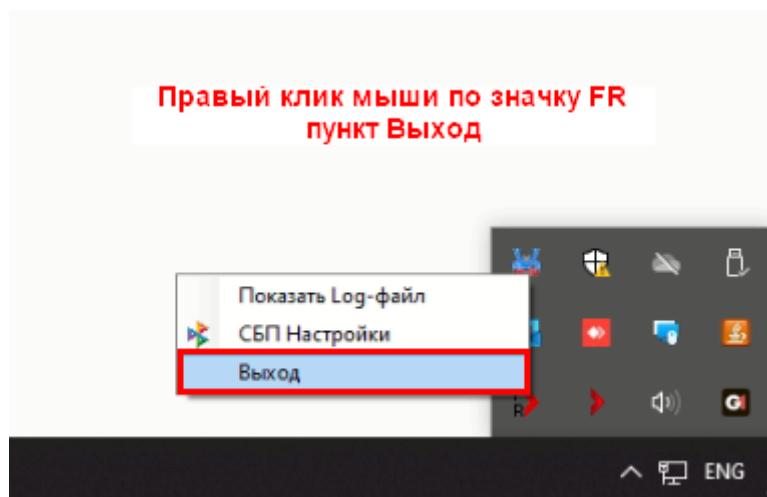 Правый клик мыши по значку FR
пункт Выход
Показать Log-файл
СБП Настройки
Выход
ENG